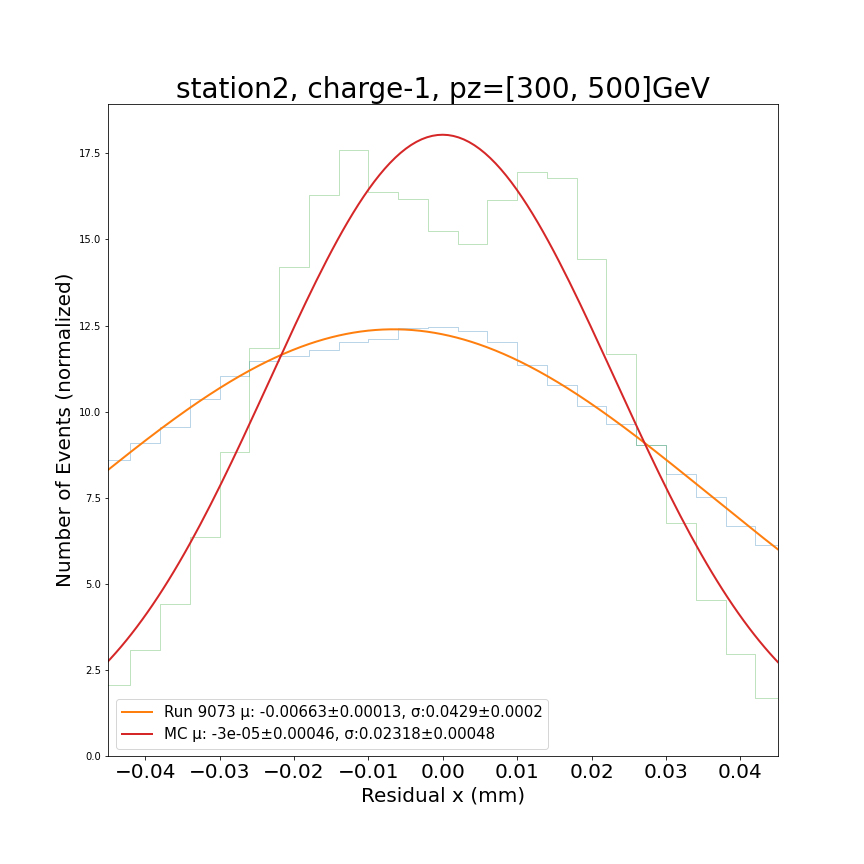 station2, charge-1, pz=[300, 500]GeV
Number of Events (normalized)
17.5
15.0
12.5
10.0
7.5
5.0
2.5
0.0
Run 9073 μ: -0.00663±0.00013, σ:0.0429±0.0002
MC μ: -3e-05±0.00046, σ:0.02318±0.00048
−0.04 −0.03 −0.02 −0.01 0.00 0.01 0.02 0.03 0.04
Residual x (mm)